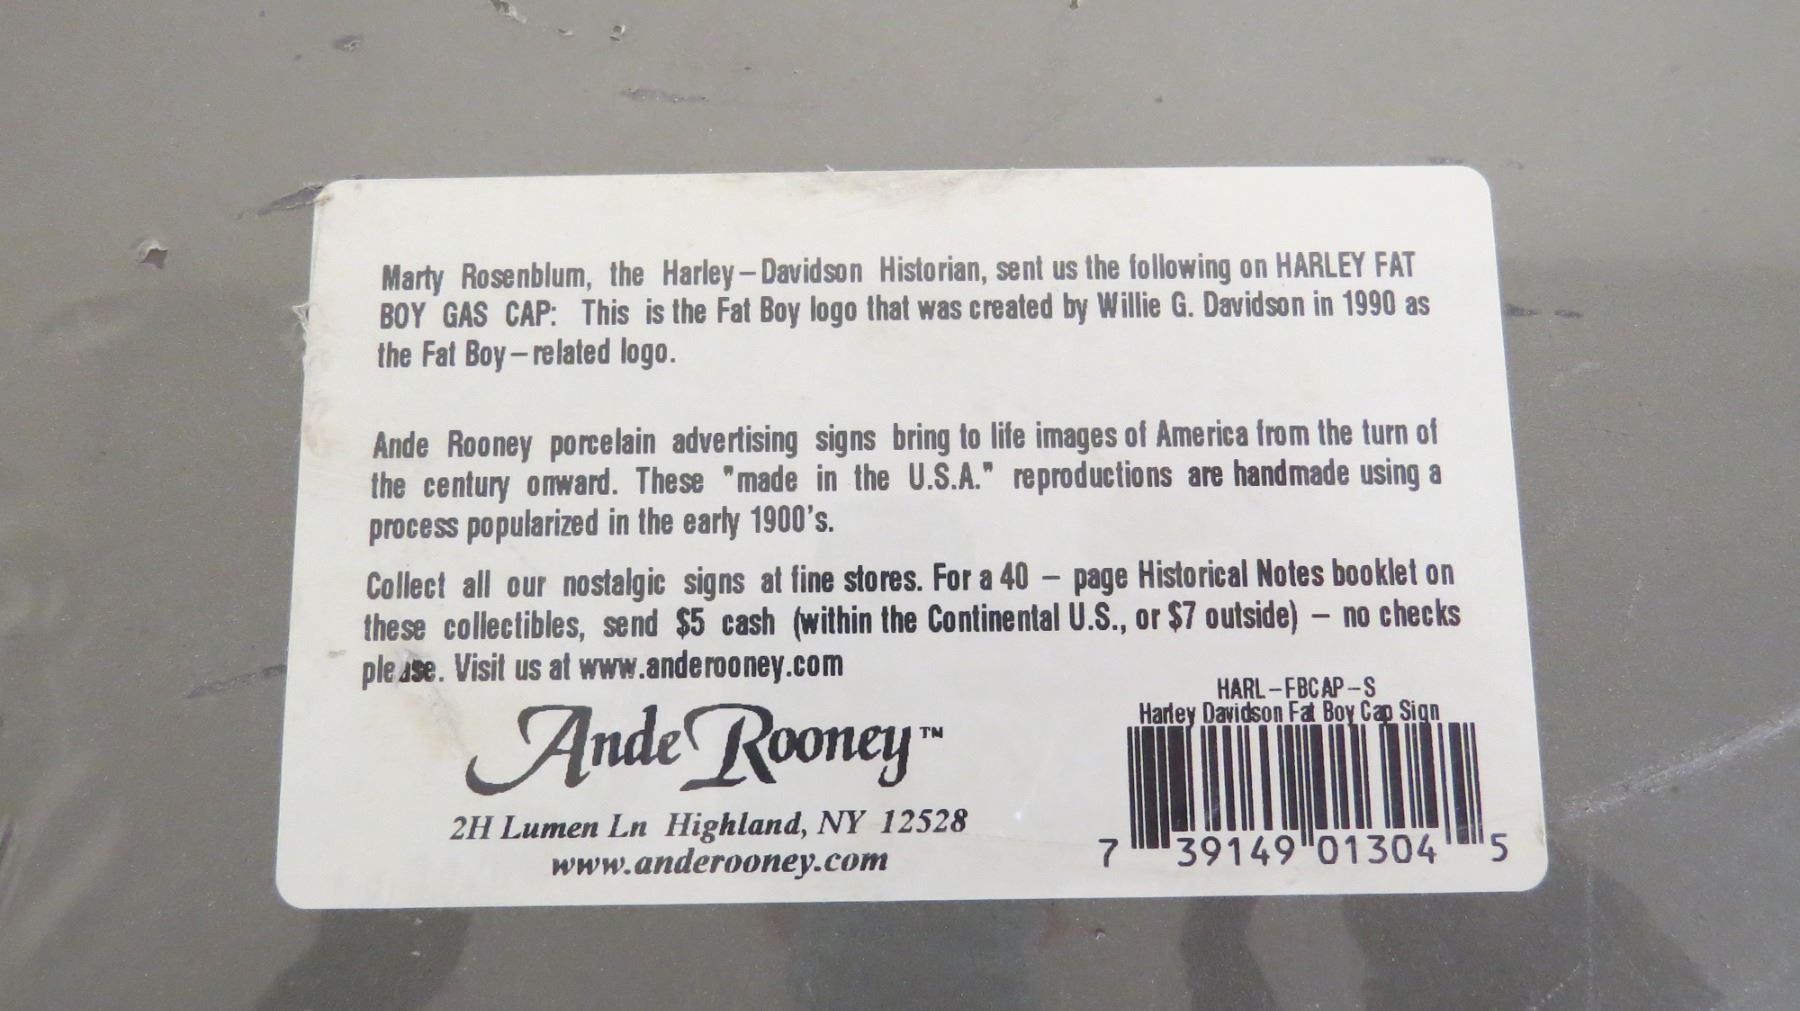 Marty Rosenblum, the Harley-Davidson Historian, sent us the following on HARLEY FAT
BOY GAS CAP: This is the Fat Boy logo that was created by Willie G. Davidson in 1990 as
the Fat Boy-related logo.
Ande Rooney porcelain advertising signs bring to life images of America from the turn of
the century onward. These "made in the U.S.A." reproductions are handmade using a
process popularized in the early 1900's.
Collect all our nostalgic signs at fine stores. For a 40 - page Historical Notes booklet on
these collectibles, send $5 cash (within the Continental U.S., or $7 outside) - no checks
please. Visit us at www.anderooney.com
Ande Rooney™
2H Lumen Ln Highland, NY 12528
www.anderooney.com
HARL-FBCAP-S
Harley Davidson Fat Boy Cap Sign
7 39149 01304 5